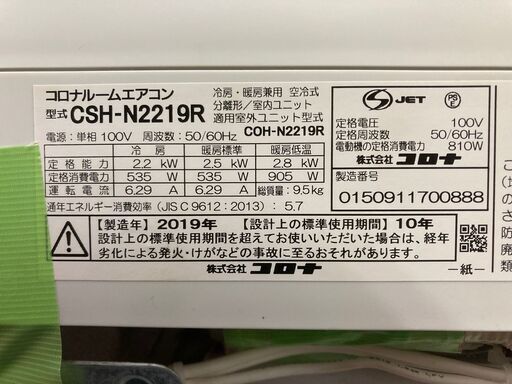 コロナルームエアコン
型式 CSH-N2219R
冷房・暖房兼用 空冷式
分離形／室内ユニット
適用室外ユニット型式
COH-N2219R
電源：単相 100V 周波数：50/60Hz
冷房 暖房標準 暖房低温
定格能力 2.2 kW 2.5 kW 2.8 kW
定格消費電力 535 W 535 W 905 W
運転電流 6.29 A 6.29 A 総質量：9.5kg
通年エネルギー消費効率（JIS C 9612：2013）：5.7
S JET PS E
定格電圧 100V
定格周波数 50/60Hz
電動機の定格消費電力 810W
株式会社 コロナ
製造番号
0150911700888
【製造年】2019年 【設計上の標準使用期間】10年
設計上の標準使用期間を超えてお使いいただいた場合は、経年
劣化による発火・けがなどの事故に至るおそれがあります。
株式会社 コロナ
－紙－